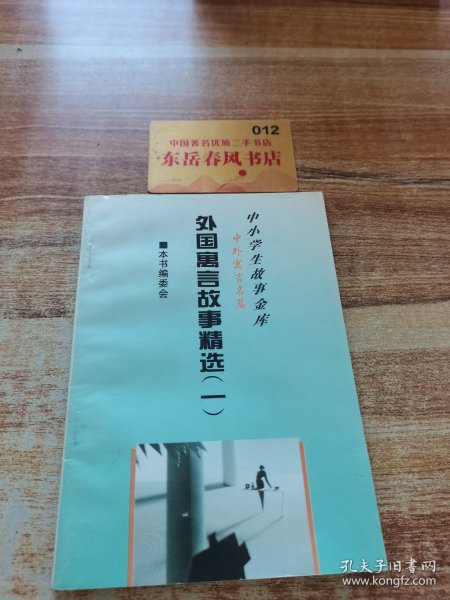 012
中国著名优质二手书店
东岳春风书店
中小学生故事金库
中外寓言名篇
外国寓言故事精选(一)
■本书编委会
孔夫子旧书网
www.kongfz.com